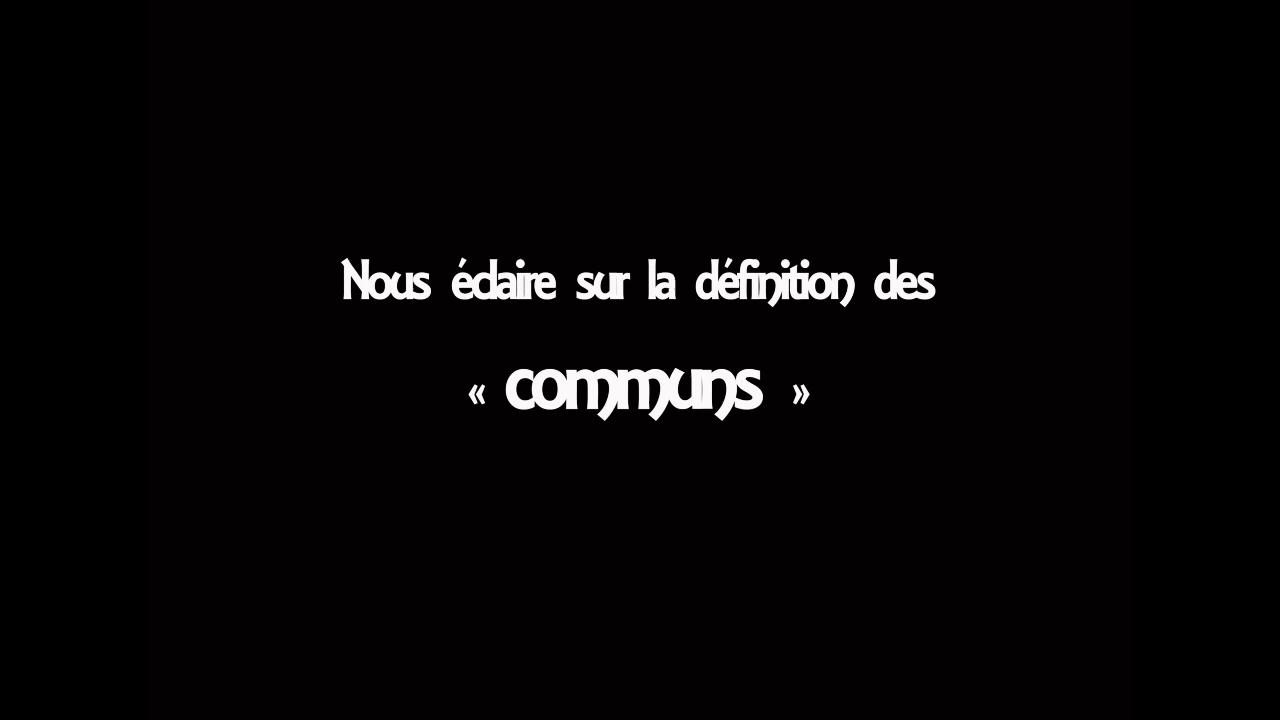 Nous éclaire sur la définition des
« communs »